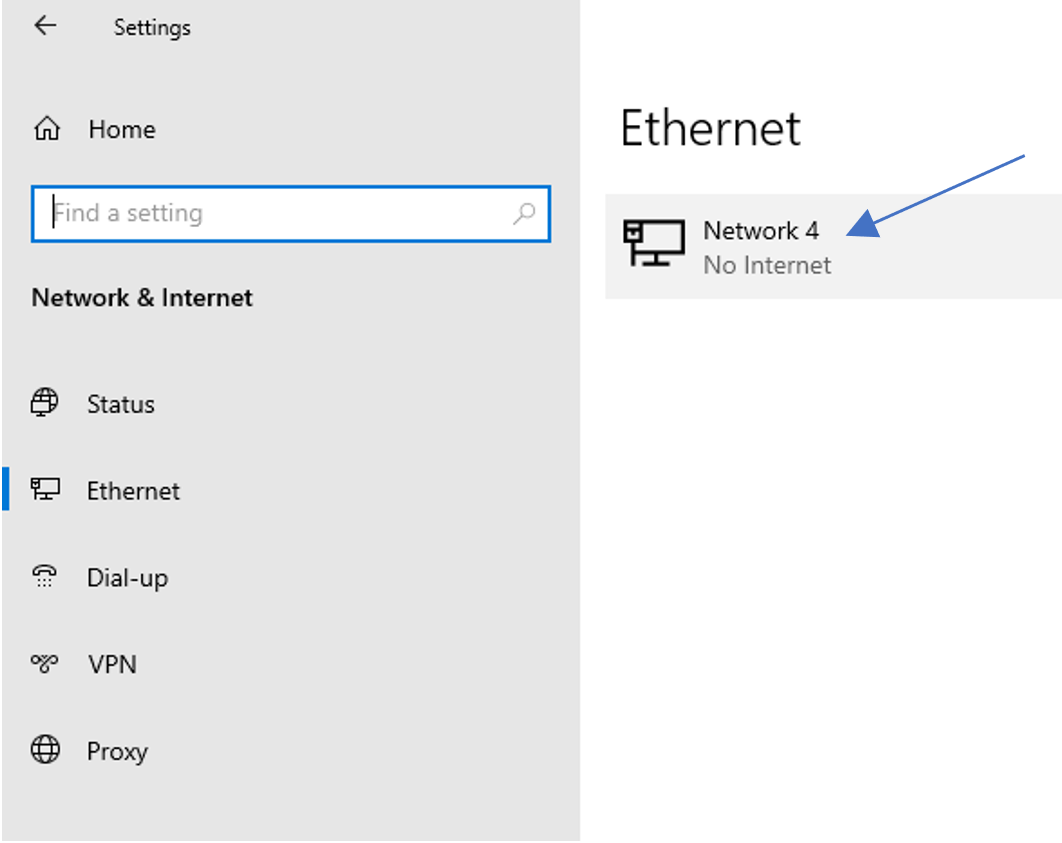 Settings
Home
Find a setting
Network & Internet
Status
Ethernet
Dial-up
VPN
Proxy
Ethernet
Network 4
No Internet